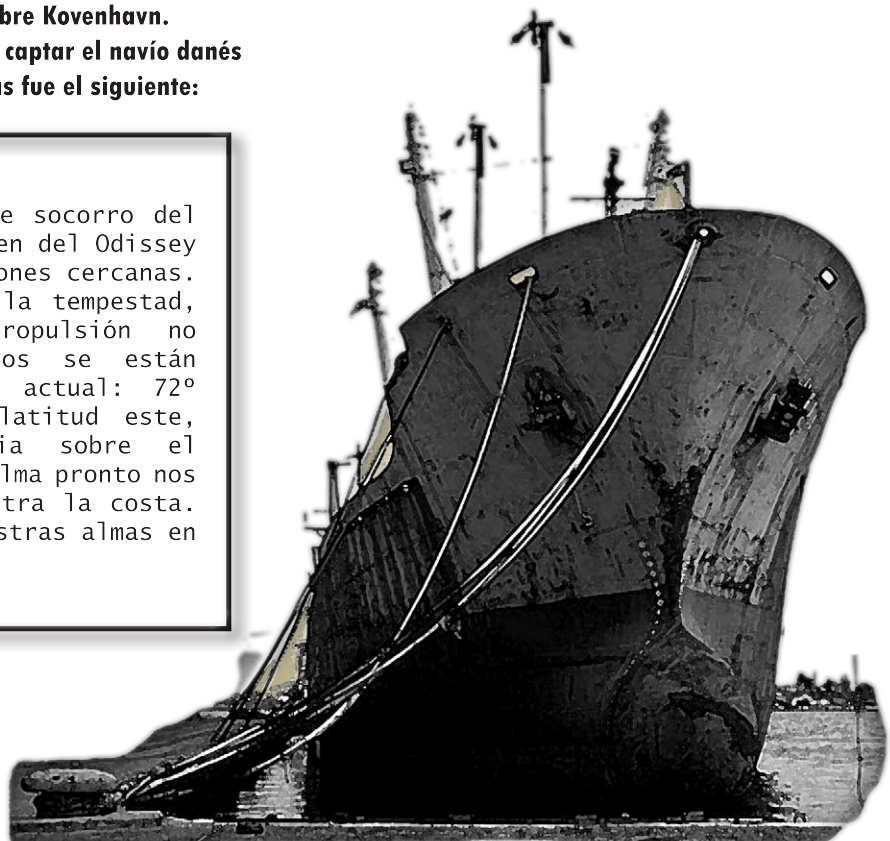 bre Kovenhavn.
captar el navío danés
as fue el siguiente:
e socorro del
en del Odissey
ones cercanas.
la tempestad,
ropulsión no
os se están
actual: 72º
latitud este,
ia sobre el
alma pronto nos
tra la costa.
stras almas en